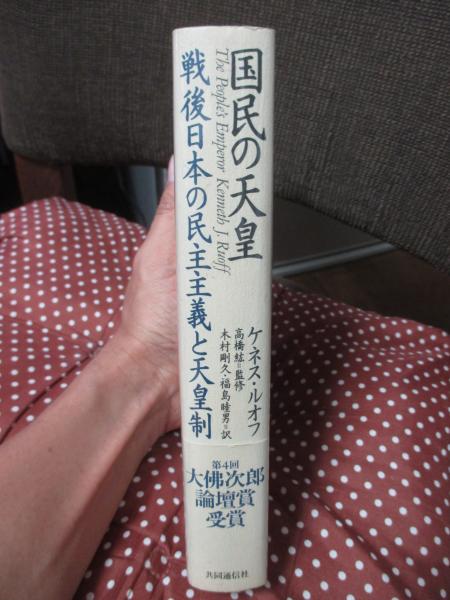 国民の天皇
The People's Emperor Kenneth J. Ruoff
戦後日本の民主主義と天皇制
ケネス・ルオフ
高橋紘=監修
木村剛久・福島睦男=訳
第4回
大佛次郎
論壇賞
受賞
共同通信社